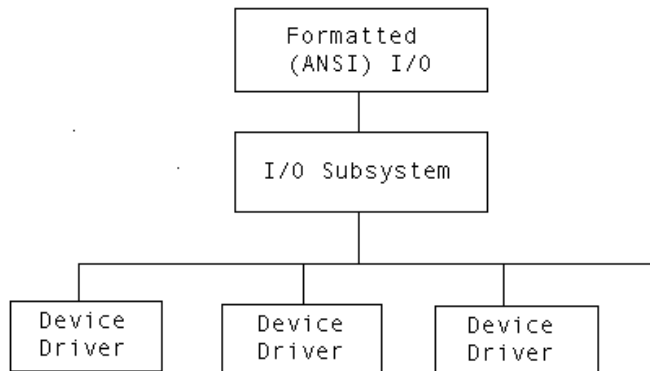 Formatted
(ANSI) I/O
I/O Subsystem
Device
Driver
Device
Driver
Device
Driver